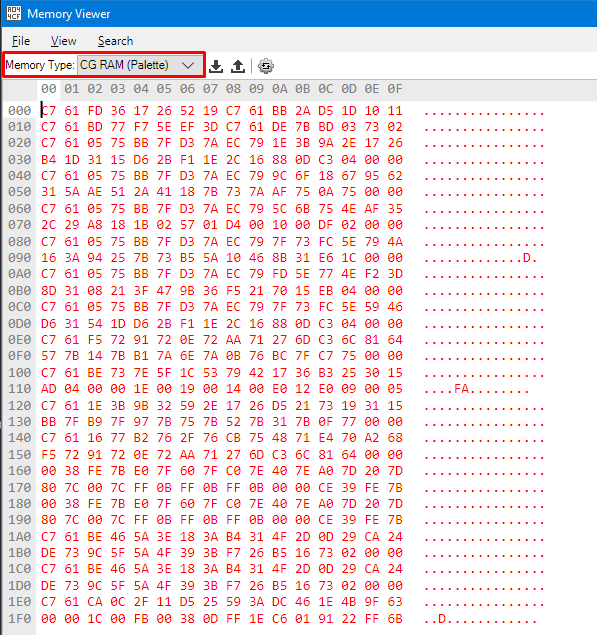 Memory Viewer
File View Search
Memory Type: CG RAM (Palette)
00 01 02 03 04 05 06 07 08 09 0A 0B 0C 0D 0E 0F
000 C7 61 FD 36 17 26 52 19 C7 61 BB 2A D5 1D 10 11 ................
010 C7 61 BD 77 F7 5E EF 3D C7 61 DE 7B BD 03 73 02 ................
020 C7 61 05 75 BB 7F D3 7A EC 79 1E 3B 9A 2E 17 26 ................
030 B4 1D 31 15 D6 2B F1 1E 2C 16 88 0D C3 04 00 00 ................
040 C7 61 05 75 BB 7F D3 7A EC 79 9C 6F 18 67 95 62 ................
050 31 5A AE 51 2A 41 18 7B 73 7A AF 75 0A 75 00 00 ................
060 C7 61 05 75 BB 7F D3 7A EC 79 5C 6B 75 4E AF 35 ................
070 2C 29 A8 18 1B 02 57 01 D4 00 10 00 DF 02 00 00 ................
080 C7 61 05 75 BB 7F D3 7A EC 79 7F 73 FC 5E 79 4A ................
090 16 3A 94 25 7B 73 B5 5A 10 46 8B 31 E6 1C 00 00 .............D.
0A0 C7 61 05 75 BB 7F D3 7A EC 79 FD 5E 77 4E F2 3D ................
0B0 8D 31 08 21 3F 47 9B 36 F5 21 70 15 EB 04 00 00 ................
0C0 C7 61 05 75 BB 7F D3 7A EC 79 7F 73 FC 5E 59 46 ................
0D0 D6 31 54 1D D6 2B F1 1E 2C 16 88 0D C3 04 00 00 ................
0E0 C7 61 F5 72 91 72 0E 72 AA 71 27 6D C3 6C 81 64 ................
0F0 57 7B 14 7B B1 7A 6E 7A 0B 76 BC 7F C7 75 00 00 ................
100 C7 61 BE 73 7E 5F 1C 53 79 42 17 36 B3 25 30 15 ................
110 AD 04 00 00 1E 00 19 00 14 00 E0 12 E0 09 00 05 ....FA........
120 C7 61 1E 3B 9B 32 59 2E 17 26 D5 21 73 19 31 15 ................
130 BB 7F B9 7F 97 7B 75 7B 52 7B 31 7B 0F 77 00 00 ................
140 C7 61 16 77 B2 76 2F 76 CB 75 48 71 E4 70 A2 68 ................
150 F5 72 91 72 0E 72 AA 71 27 6D C3 6C 81 64 00 00 ................
160 00 38 FE 7B E0 7F 60 7F C0 7E 40 7E A0 7D 20 7D ................
170 80 7C 00 7C FF 0B FF 0B FF 0B 00 00 CE 39 FE 7B ................
180 00 38 FE 7B E0 7F 60 7F C0 7E 40 7E A0 7D 20 7D ................
190 80 7C 00 7C FF 0B FF 0B FF 0B 00 00 CE 39 FE 7B ................
1A0 C7 61 BE 46 5A 3E 18 3A B4 31 4F 2D 0D 29 CA 24 ................
1B0 DE 73 9C 5F 5A 4F 39 3B F7 26 B5 16 73 02 00 00 ................
1C0 C7 61 BE 46 5A 3E 18 3A B4 31 4F 2D 0D 29 CA 24 ................
1D0 DE 73 9C 5F 5A 4F 39 3B F7 26 B5 16 73 02 00 00 ................
1E0 C7 61 CA 0C 2F 11 D5 25 59 3A DC 46 1E 4B 9F 63 ................
1F0 00 00 1C 00 FB 00 38 0D FF 1E C6 01 91 22 FF 6B ..D............